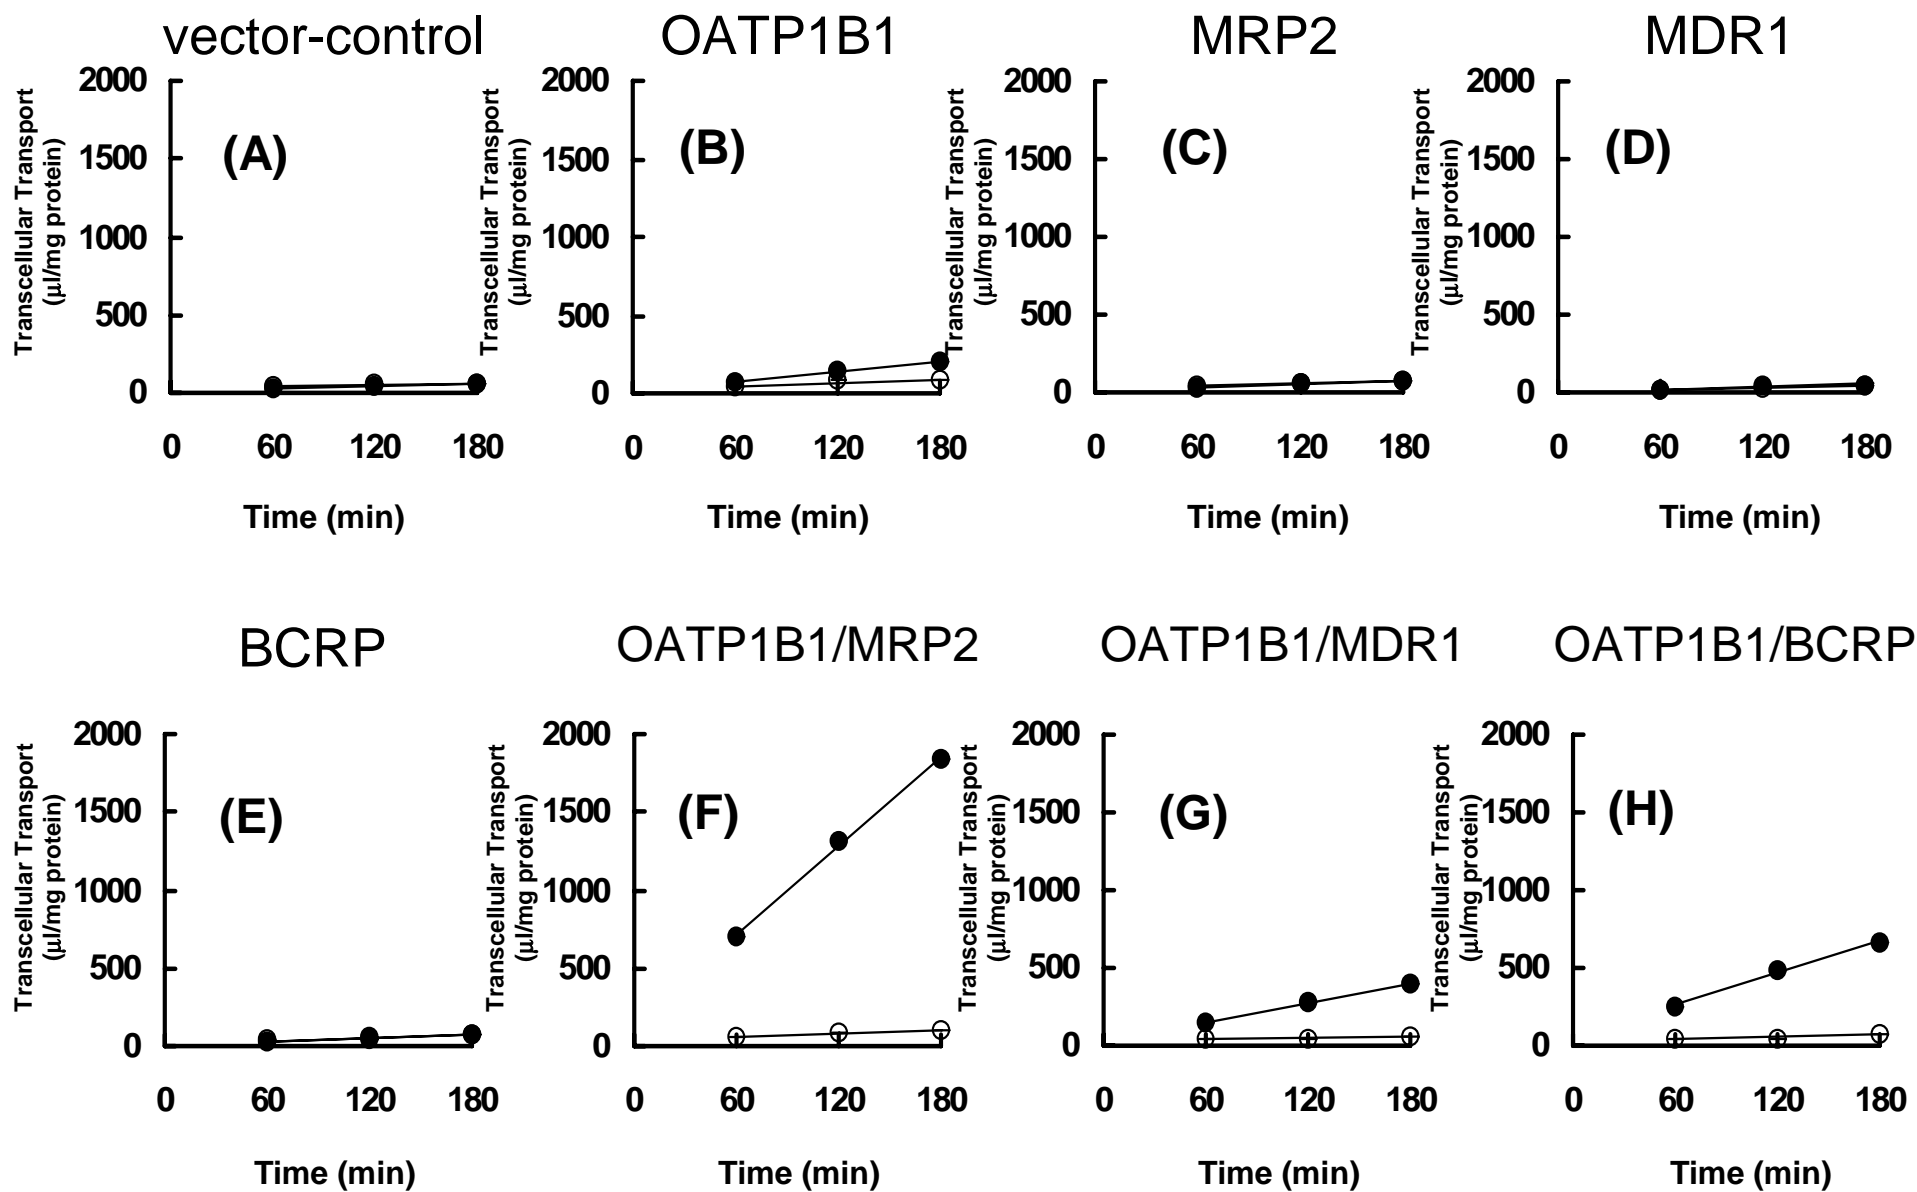 vector-control
OATP1B1
MRP2
MDR1
Transcellular Transport
(μl/mg protein)
2000
1500
1000
500
0
(A)
0 60 120 180
Time (min)
Transcellular Transport
(μl/mg protein)
2000
1500
1000
500
0
(B)
0 60 120 180
Time (min)
Transcellular Transport
(μl/mg protein)
2000
1500
1000
500
0
(C)
0 60 120 180
Time (min)
Transcellular Transport
(μl/mg protein)
2000
1500
1000
500
0
(D)
0 60 120 180
Time (min)
BCRP
OATP1B1/MRP2
OATP1B1/MDR1
OATP1B1/BCRP
Transcellular Transport
(μl/mg protein)
2000
1500
1000
500
0
(E)
0 60 120 180
Time (min)
Transcellular Transport
(μl/mg protein)
2000
1500
1000
500
0
(F)
0 60 120 180
Time (min)
Transcellular Transport
(μl/mg protein)
2000
1500
1000
500
0
(G)
0 60 120 180
Time (min)
Transcellular Transport
(μl/mg protein)
2000
1500
1000
500
0
(H)
0 60 120 180
Time (min)